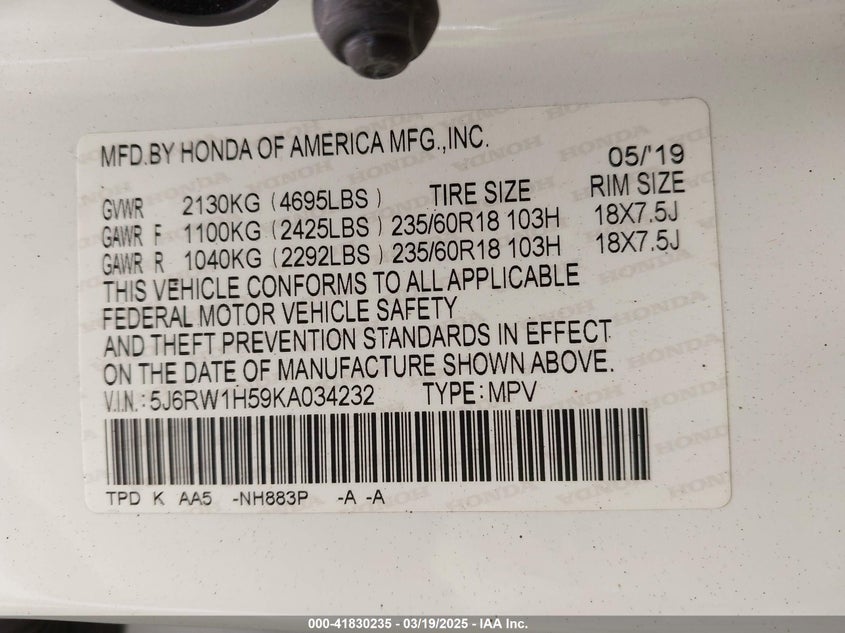 MFD.BY HONDA OF AMERICA MFG.,INC. 05/'19
GVWR 2130KG (4695LBS) TIRE SIZE RIM SIZE
GAWR F 1100KG (2425LBS) 235/60R18 103H 18X7.5J
GAWR R 1040KG (2292LBS) 235/60R18 103H 18X7.5J
THIS VEHICLE CONFORMS TO ALL APPLICABLE
FEDERAL MOTOR VEHICLE SAFETY
AND THEFT PREVENTION STANDARDS IN EFFECT
ON THE DATE OF MANUFACTURE SHOWN ABOVE.
V.I.N.:5J6RW1H59KA034232 TYPE:MPV
TPD K AA5 -NH883P -A -A
000-41830235 - 03/19/2025 - IAA Inc.